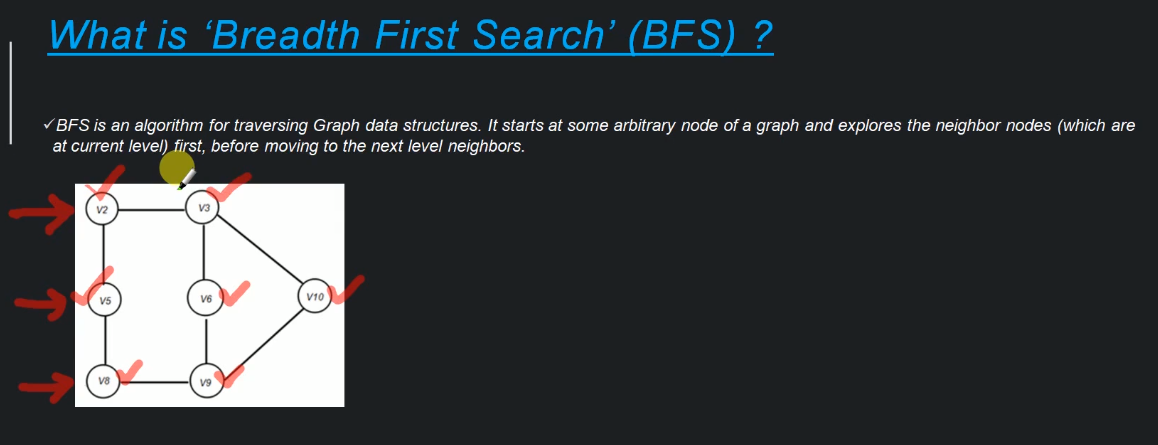 What is ‘Breadth First Search’ (BFS) ?
✓BFS is an algorithm for traversing Graph data structures. It starts at some arbitrary node of a graph and explores the neighbor nodes (which are
at current level) first, before moving to the next level neighbors.
V2
V3
V5
V6
V10
V8
V9